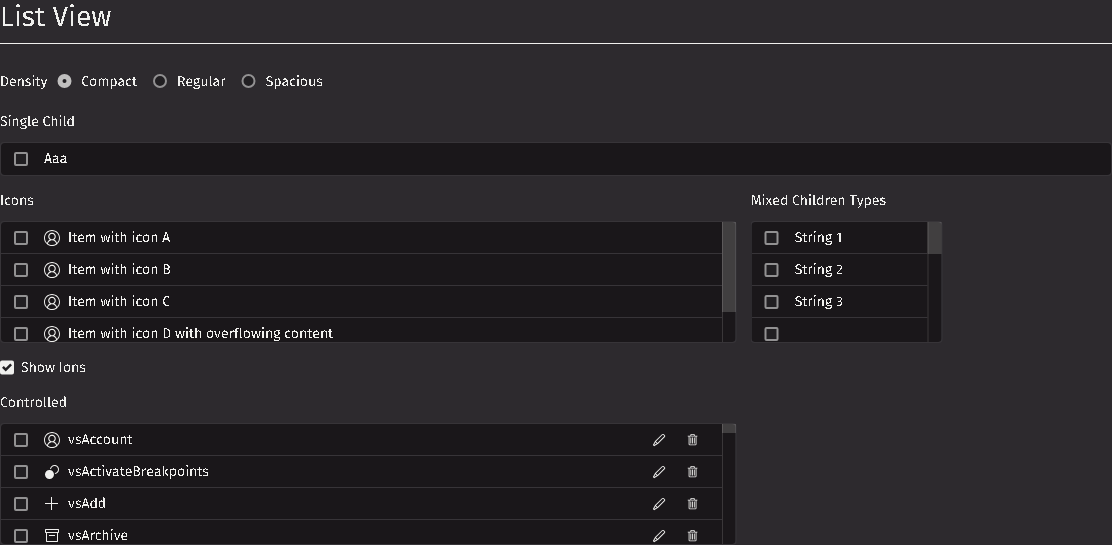 List View
Density Compact Regular Spacious
Single Child
Aaa
Icons
Item with icon A
Item with icon B
Item with icon C
Item with icon D with overflowing content
Mixed Children Types
String 1
String 2
String 3
Show Ions
Controlled
vsAccount
vsActivateBreakpoints
vsAdd
vsArchive